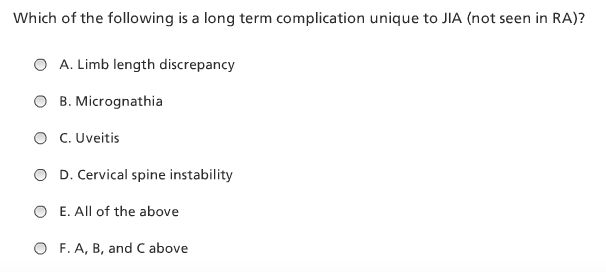 Which of the following is a long term complication unique to JIA (not seen in RA)?
A. Limb length discrepancy
B. Micrognathia
C. Uveitis
D. Cervical spine instability
E. All of the above
F. A, B, and C above